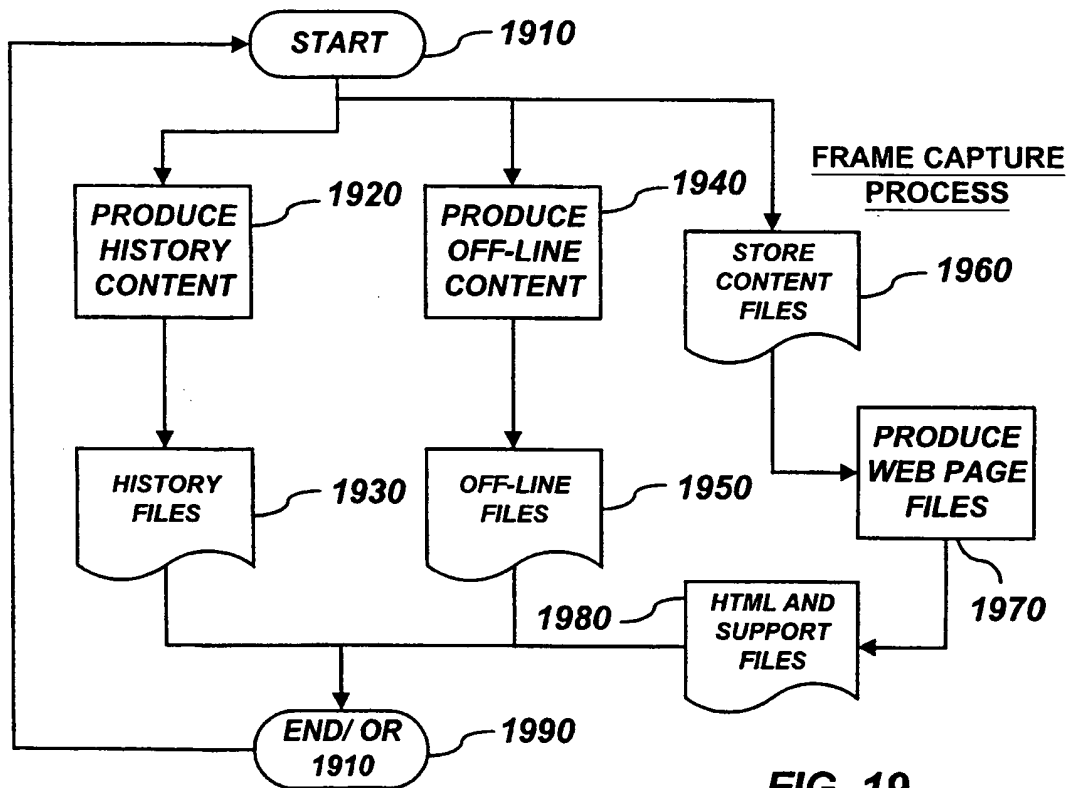 START
1910
FRAME CAPTURE
PROCESS
PRODUCE
HISTORY
CONTENT
1920
PRODUCE
OFF-LINE
CONTENT
1940
STORE
CONTENT
FILES
1960
HISTORY
FILES
1930
OFF-LINE
FILES
1950
PRODUCE
WEB PAGE
FILES
1970
1980
HTML AND
SUPPORT
FILES
END/ OR
1910
1990
FIG. 19